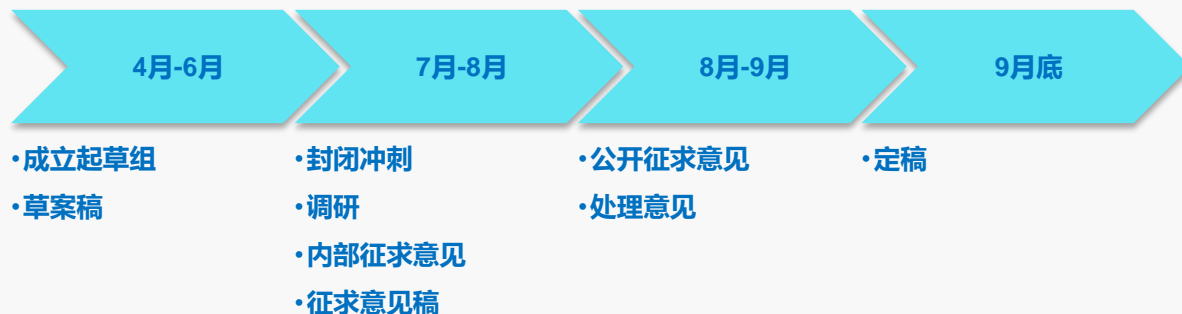 4月-6月
•成立起草组
•草案稿
7月-8月
•封闭冲刺
•调研
•内部征求意见
•征求意见稿
8月-9月
•公开征求意见
•处理意见
9月底
•定稿